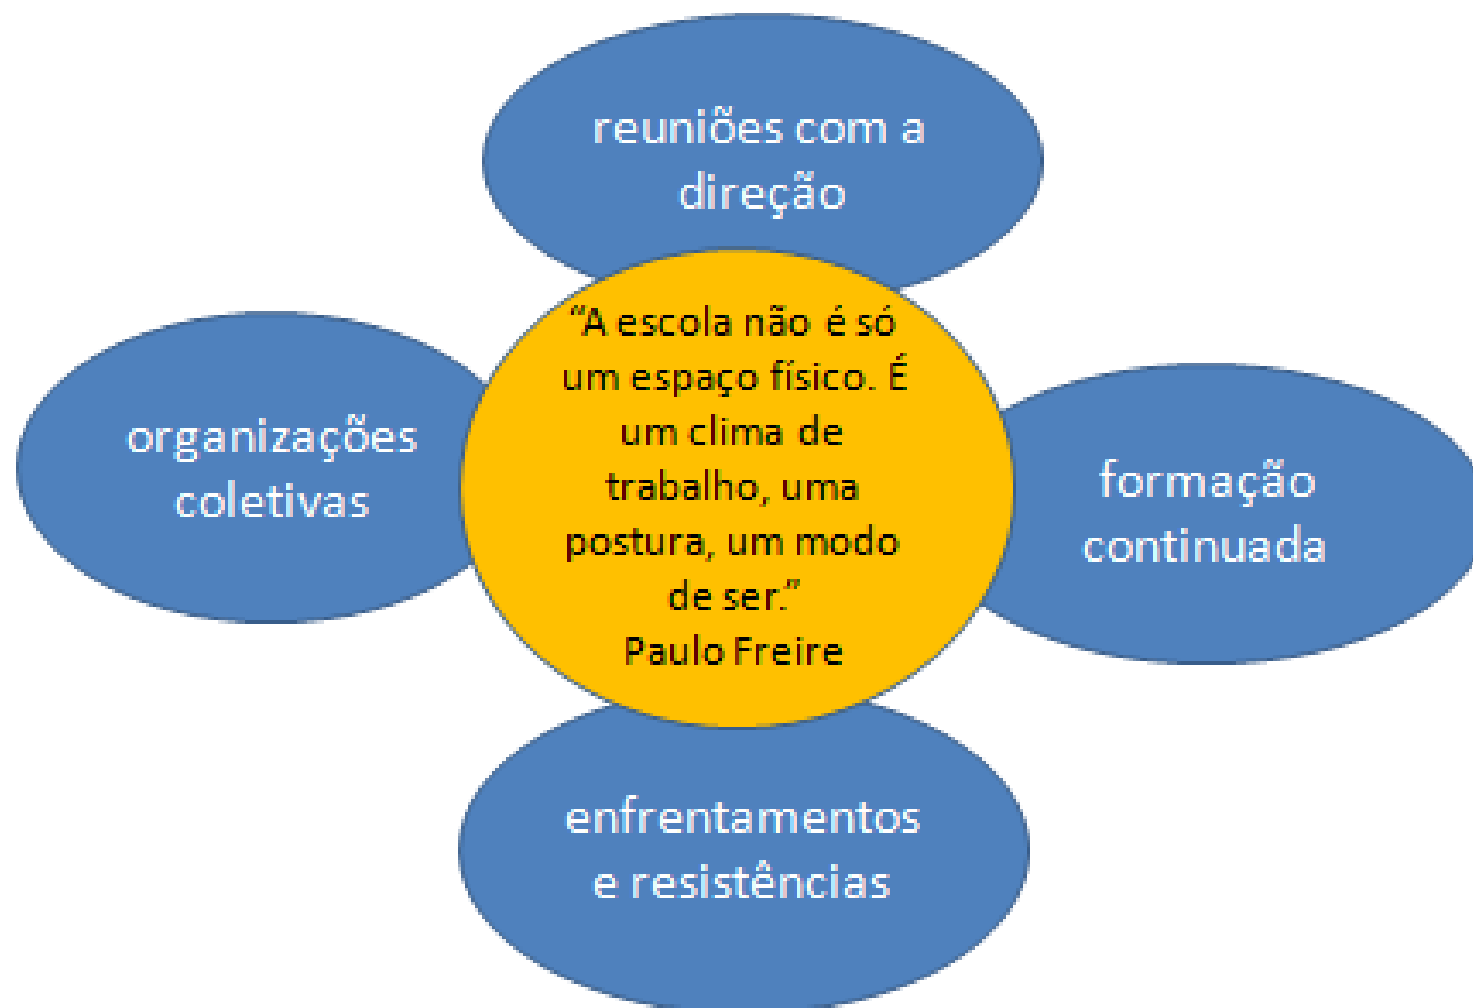 reuniões com a
direção
organizações
coletivas
“A escola não é só
um espaço físico. É
um clima de
trabalho, uma
postura, um modo
de ser.”
Paulo Freire
formação
continuada
enfrentamentos
e resistências